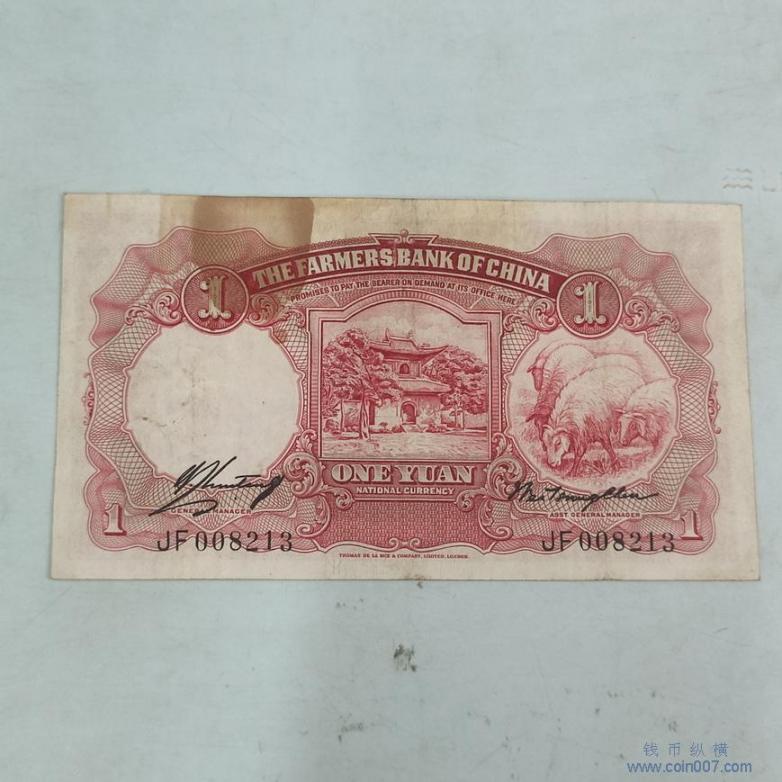 THE FARMERS BANK OF CHINA
PROMISES TO PAY THE BEARER ON DEMAND AT ITS OFFICE HERE
1 1
ONE YUAN
NATIONAL CURRENCY
GENERAL MANAGER
ASST. GENERAL MANAGER
1 1
JF008213 JF008213
THOMAS DE LA RUE & COMPANY, LIMITED, LONDON.
钱币纵横
www.coin007.com